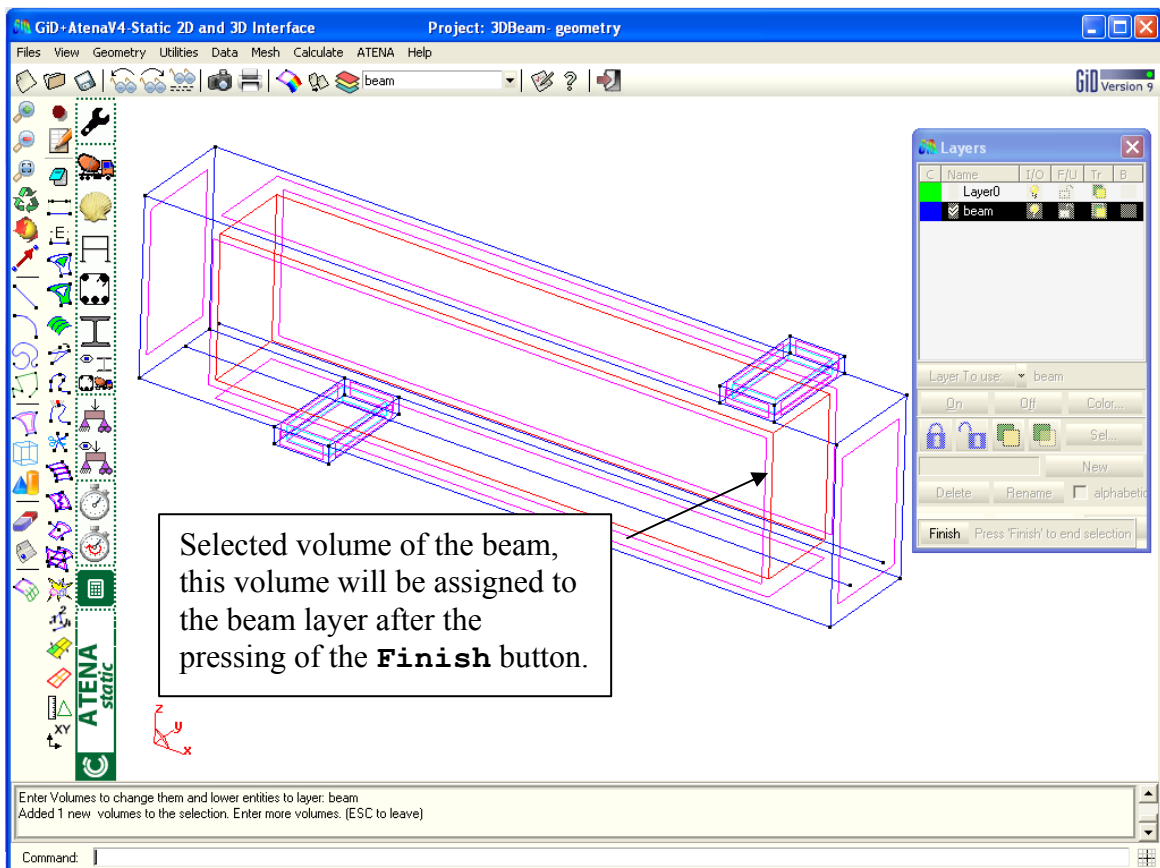 GiD+AtenaV4-Static 2D and 3D Interface Project: 3DBeam- geometry
Files View Geometry Utilities Data Mesh Calculate ATENA Help
beam
GiD Version 9
Layers
C Name I/O F/U Tr B
Layer0
beam
Layer To use: beam
On Off Color...
Sel...
New
Delete Rename alphabetic
Finish Press 'Finish' to end selection
.E.
Selected volume of the beam,
this volume will be assigned to
the beam layer after the
pressing of the Finish button.
2
XY
ATENA
static
z
y
x
Enter Volumes to change them and lower entities to layer: beam
Added 1 new volumes to the selection. Enter more volumes. (ESC to leave)
Command: